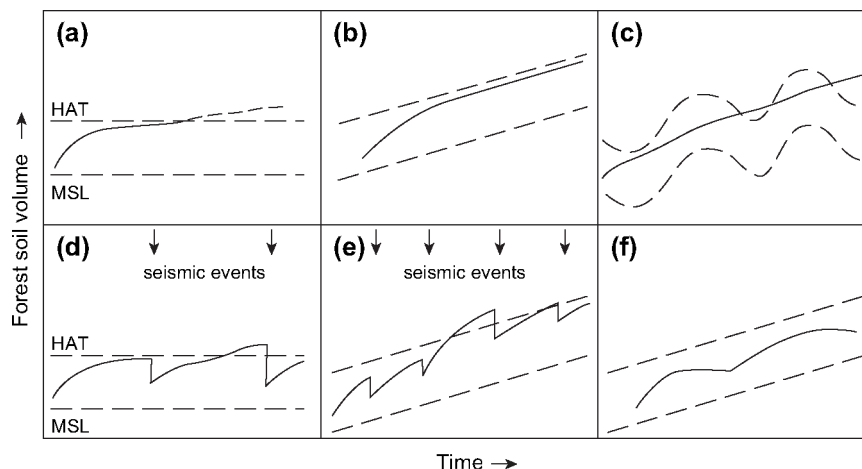 (a)
(b)
(c)
HAT
MSL
(d)
(e)
(f)
seismic events
seismic events
HAT
MSL
Forest soil volume →
Time →